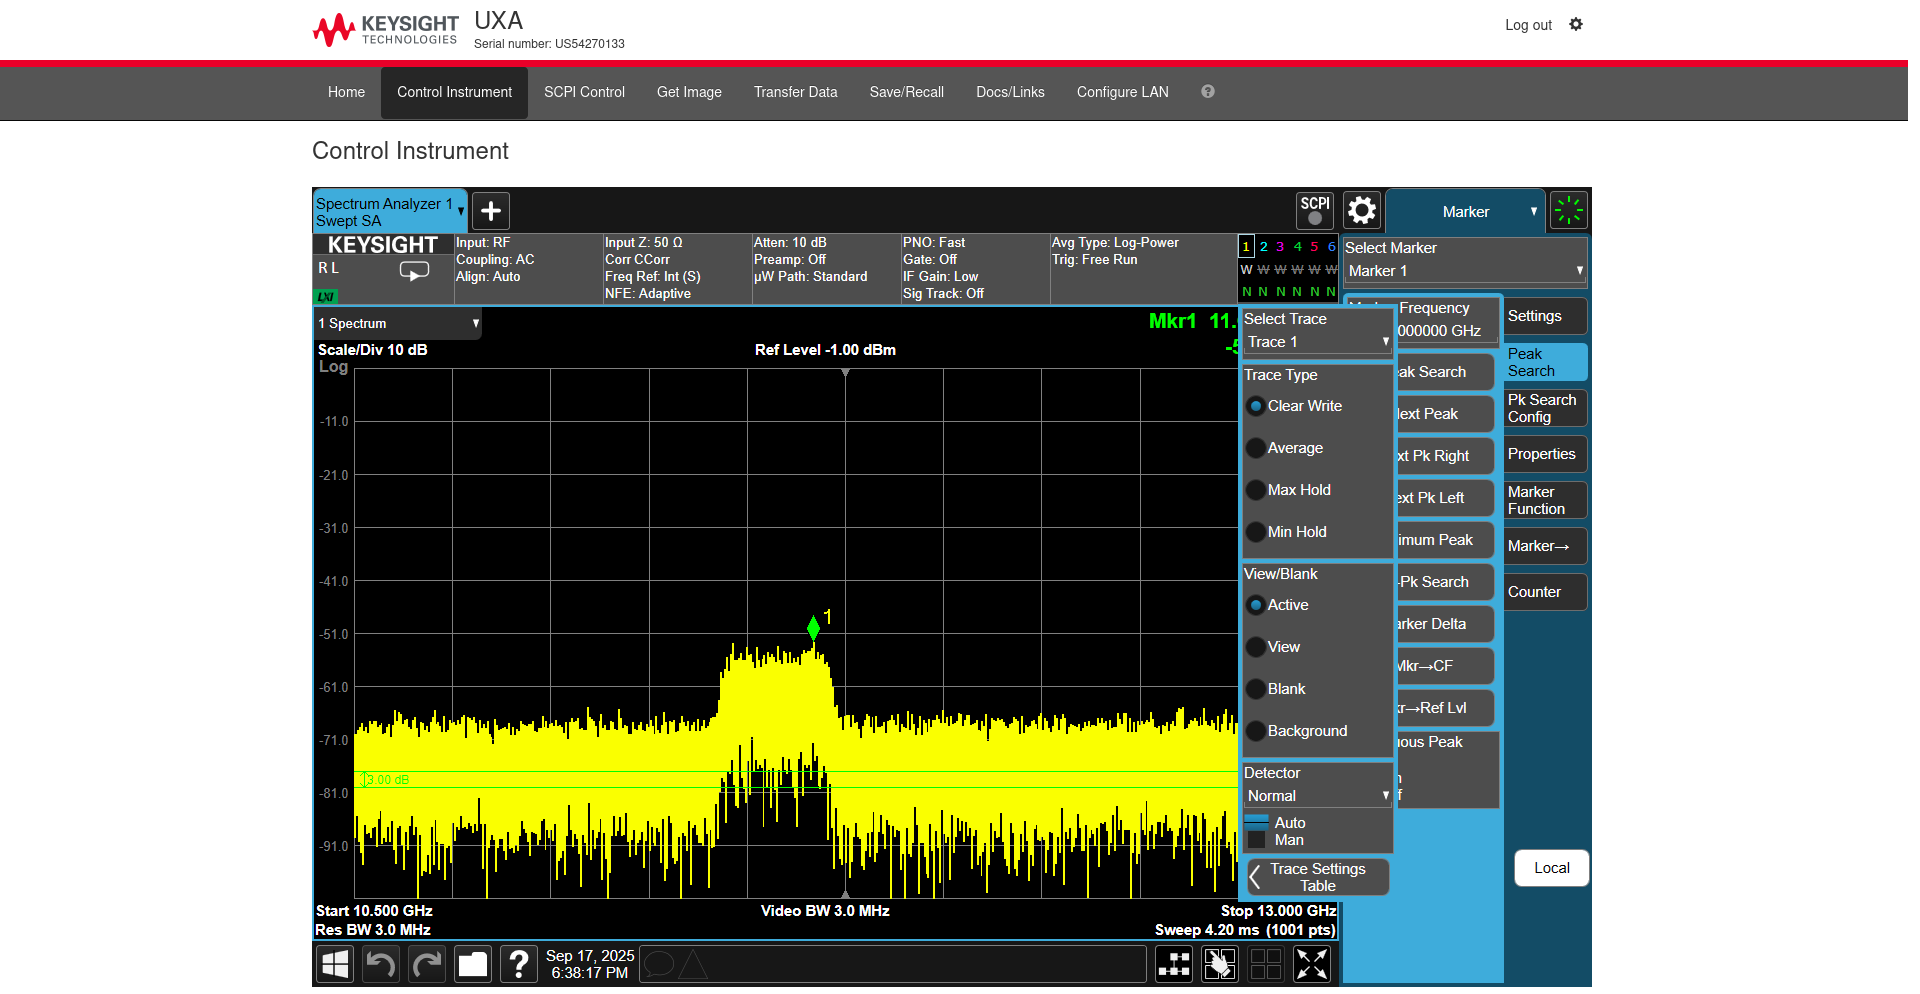 KEYSIGHT
TECHNOLOGIES
UXA
Serial number: US54270133
Log out
Home
Control Instrument
SCPI Control
Get Image
Transfer Data
Save/Recall
Docs/Links
Configure LAN
?
Control Instrument
Spectrum Analyzer 1
Swept SA
+
SCPI
Marker
KEYSIGHT
R L
LXI
Input: RF
Coupling: AC
Align: Auto
Input Z: 50 Ω
Corr CCorr
Freq Ref: Int (S)
NFE: Adaptive
Atten: 10 dB
Preamp: Off
µW Path: Standard
PNO: Fast
Gate: Off
IF Gain: Low
Sig Track: Off
Avg Type: Log-Power
Trig: Free Run
1 2 3 4 5 6
W W W W W W
N N N N N N
Select Marker
Marker 1
1 Spectrum
Mkr1 11.
-5
Scale/Div 10 dB
Ref Level -1.00 dBm
Log
-11.0
-21.0
-31.0
-41.0
-51.0
-61.0
-71.0
-81.0
-91.0
1
3.00 dB
Start 10.500 GHz
Video BW 3.0 MHz
Stop 13.000 GHz
Res BW 3.0 MHz
Sweep 4.20 ms (1001 pts)
Select Trace
Trace 1
Trace Type
Clear Write
Average
Max Hold
Min Hold
View/Blank
Active
View
Blank
Background
Detector
Normal
Auto
Man
Trace Settings
Table
Frequency
000000 GHz
ak Search
ext Peak
xt Pk Right
ext Pk Left
imum Peak
-Pk Search
arker Delta
Mkr→CF
r→Ref Lvl
uous Peak
Settings
Peak
Search
Pk Search
Config
Properties
Marker
Function
Marker→
Counter
Local
?
Sep 17, 2025
6:38:17 PM